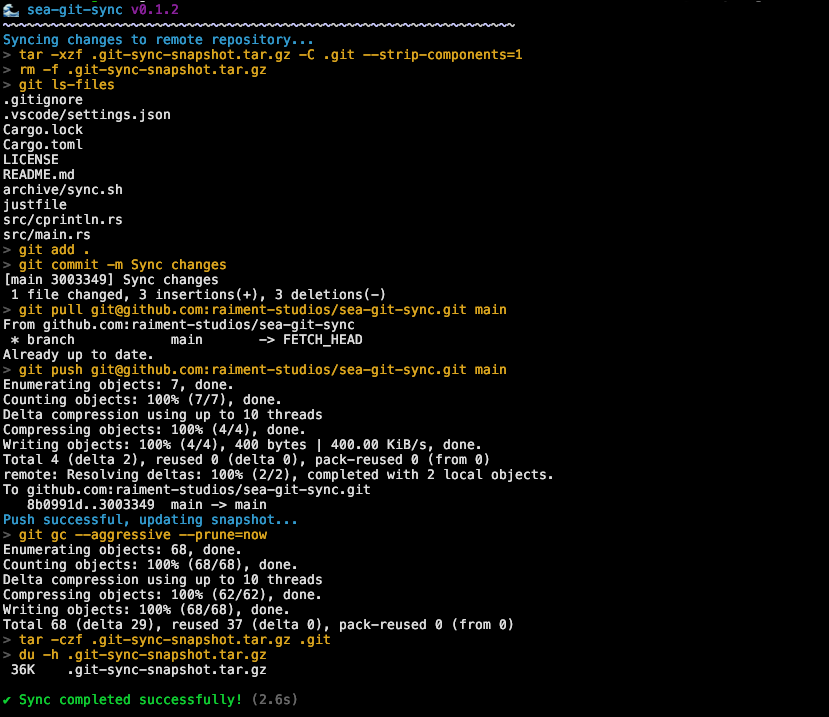 🌊 sea-git-sync v0.1.2
~~~~~~~~~~~~~~~~~~~~~~~~~~~~~~~~~~~~~~~~~~~~~~~~~~~~~~~~~~~~~~~~
Syncing changes to remote repository...
> tar -xzf .git-sync-snapshot.tar.gz -C .git --strip-components=1
> rm -f .git-sync-snapshot.tar.gz
> git ls-files
.gitignore
.vscode/settings.json
Cargo.lock
Cargo.toml
LICENSE
README.md
archive/sync.sh
justfile
src/cprintln.rs
src/main.rs
> git add .
> git commit -m Sync changes
[main 3003349] Sync changes
 1 file changed, 3 insertions(+), 3 deletions(-)
> git pull git@github.com:raiment-studios/sea-git-sync.git main
From github.com:raiment-studios/sea-git-sync
 * branch            main       -> FETCH_HEAD
Already up to date.
> git push git@github.com:raiment-studios/sea-git-sync.git main
Enumerating objects: 7, done.
Counting objects: 100% (7/7), done.
Delta compression using up to 10 threads
Compressing objects: 100% (4/4), done.
Writing objects: 100% (4/4), 400 bytes | 400.00 KiB/s, done.
Total 4 (delta 2), reused 0 (delta 0), pack-reused 0 (from 0)
remote: Resolving deltas: 100% (2/2), completed with 2 local objects.
To github.com:raiment-studios/sea-git-sync.git
   8b0991d..3003349  main -> main
Push successful, updating snapshot...
> git gc --aggressive --prune=now
Enumerating objects: 68, done.
Counting objects: 100% (68/68), done.
Delta compression using up to 10 threads
Compressing objects: 100% (62/62), done.
Writing objects: 100% (68/68), done.
Total 68 (delta 29), reused 37 (delta 0), pack-reused 0 (from 0)
> tar -czf .git-sync-snapshot.tar.gz .git
> du -h .git-sync-snapshot.tar.gz
 36K    .git-sync-snapshot.tar.gz
✔ Sync completed successfully! (2.6s)